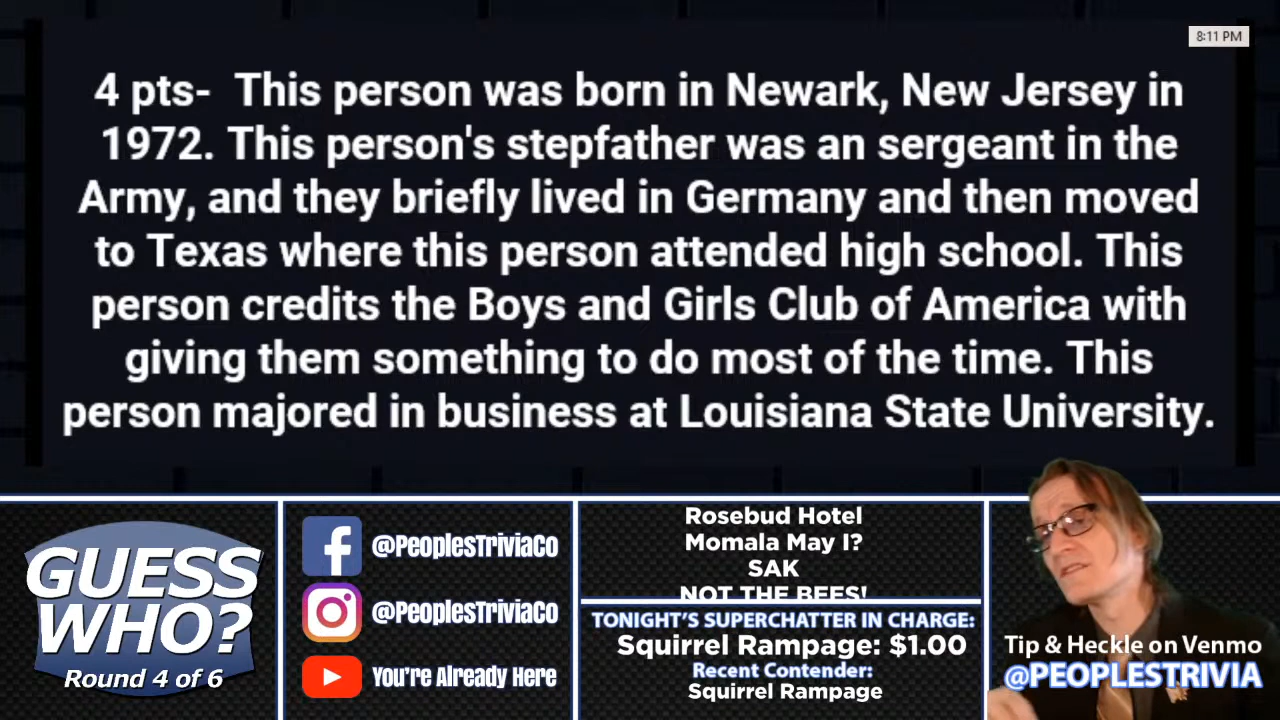 8:11 PM
4 pts- This person was born in Newark, New Jersey in
1972. This person's stepfather was an sergeant in the
Army, and they briefly lived in Germany and then moved
to Texas where this person attended high school. This
person credits the Boys and Girls Club of America with
giving them something to do most of the time. This
person majored in business at Louisiana State University.
GUESS
WHO?
Round 4 of 6
@PeoplesTriviaCo
@PeoplesTriviaCo
You're Already Here
Rosebud Hotel
Momala May I?
SAK
NOT THE BEES!
TONIGHT'S SUPERCHATTER IN CHARGE:
Squirrel Rampage: $1.00
Recent Contender:
Squirrel Rampage
Tip & Heckle on Venmo
@PEOPLESTRIVIA